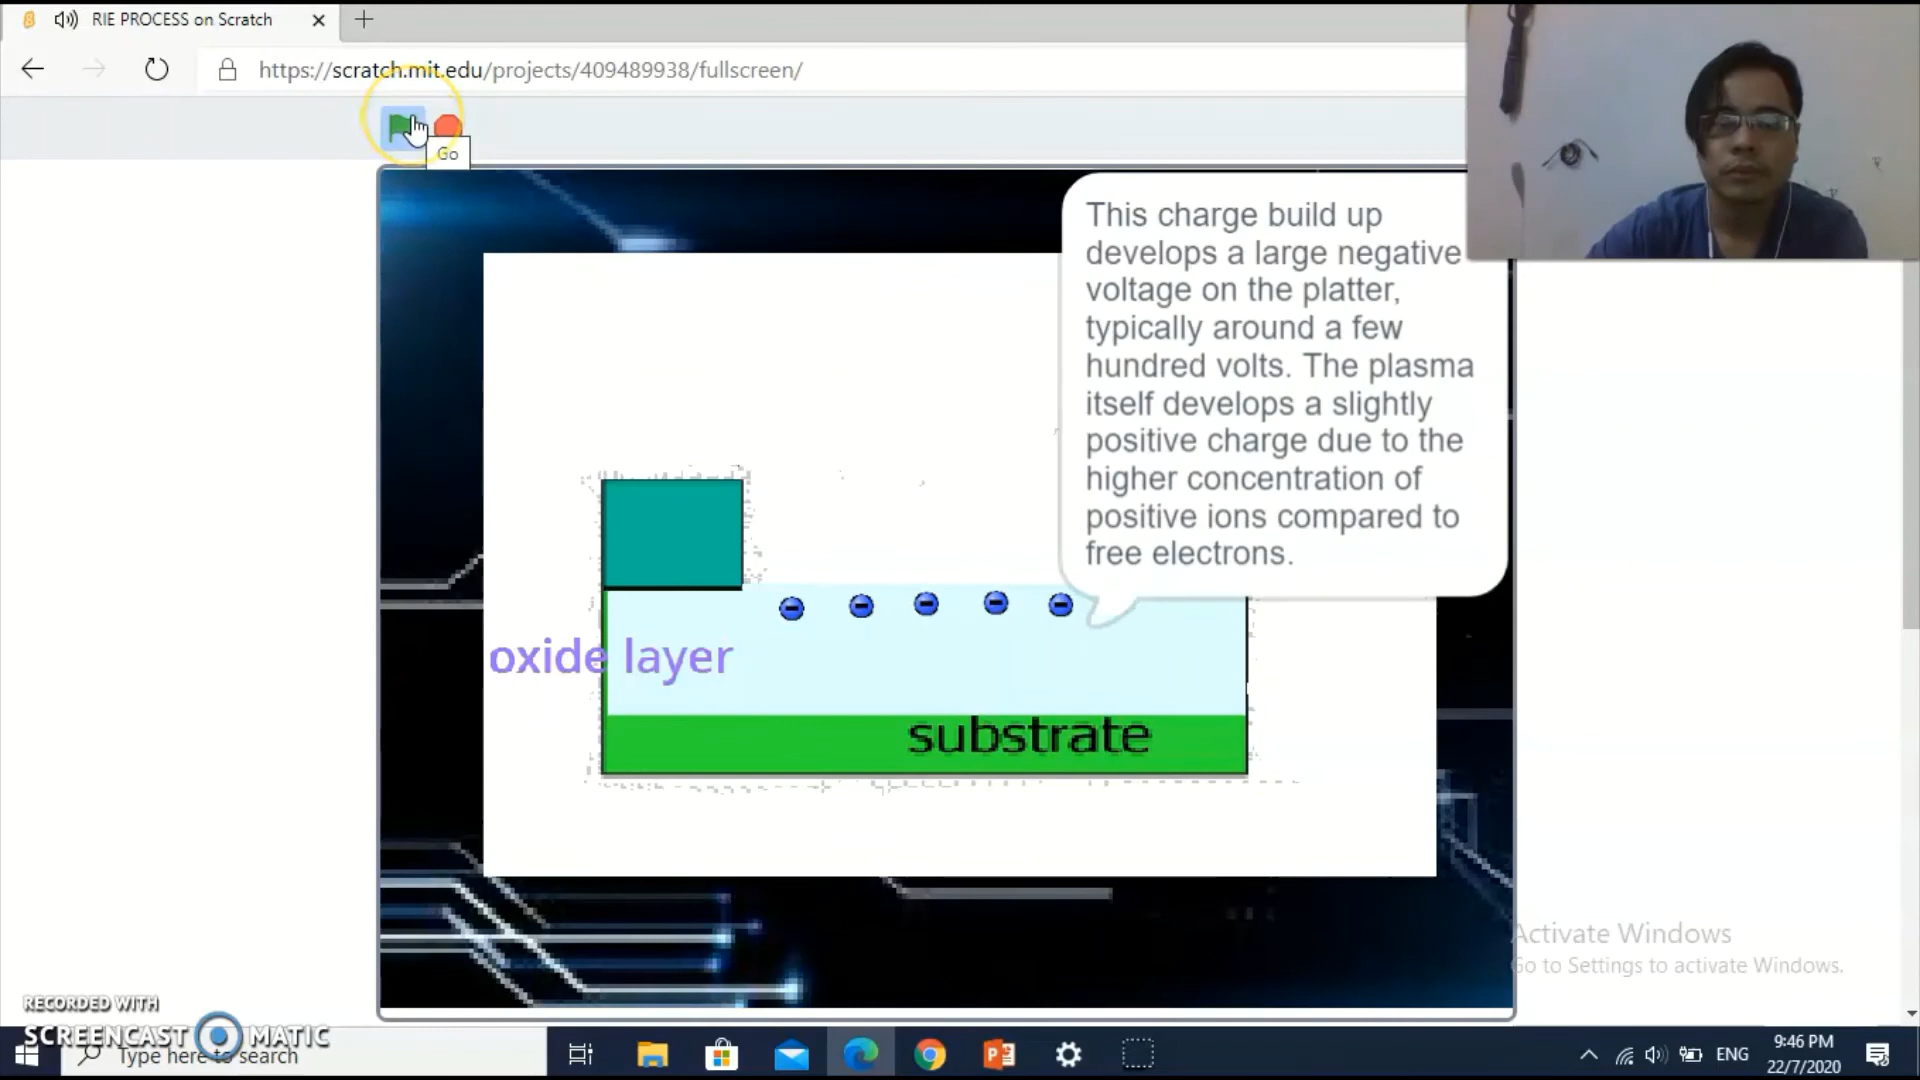 RIE PROCESS on Scratch
https://scratch.mit.edu/projects/409489938/fullscreen/
Go
This charge build up
develops a large negative
voltage on the platter,
typically around a few
hundred volts. The plasma
itself develops a slightly
positive charge due to the
higher concentration of
positive ions compared to
free electrons.
oxide layer
substrate
Activate Windows
Go to Settings to activate Windows.
RECORDED WITH
SCREENCAST MATIC
Type here to search
ENG
9:46 PM
22/7/2020